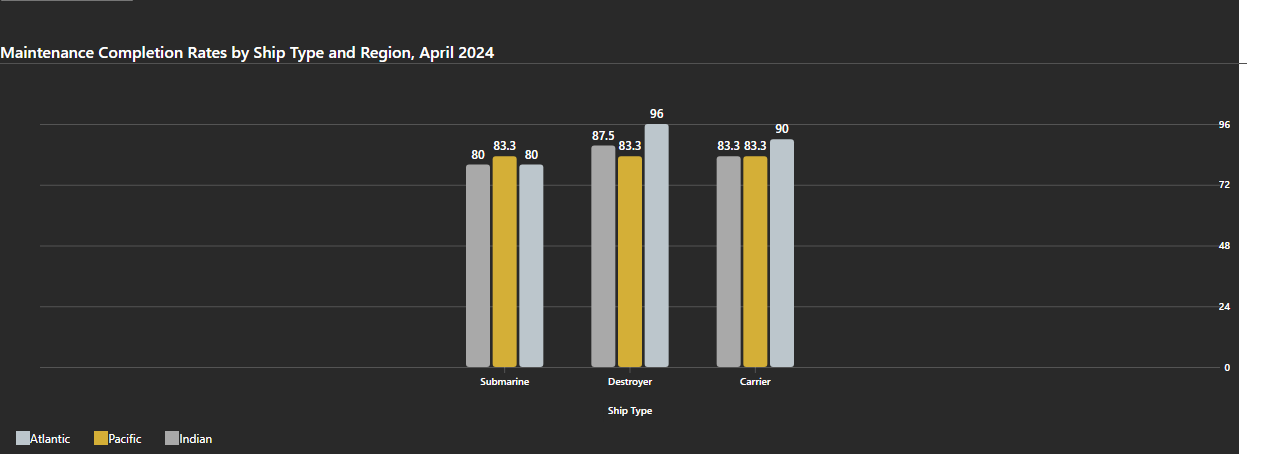 Maintenance Completion Rates by Ship Type and Region, April 2024
96
87.5
90
80 83.3 80
83.3
83.3 83.3
96
72
48
24
0
Submarine Destroyer Carrier
Ship Type
Atlantic Pacific Indian